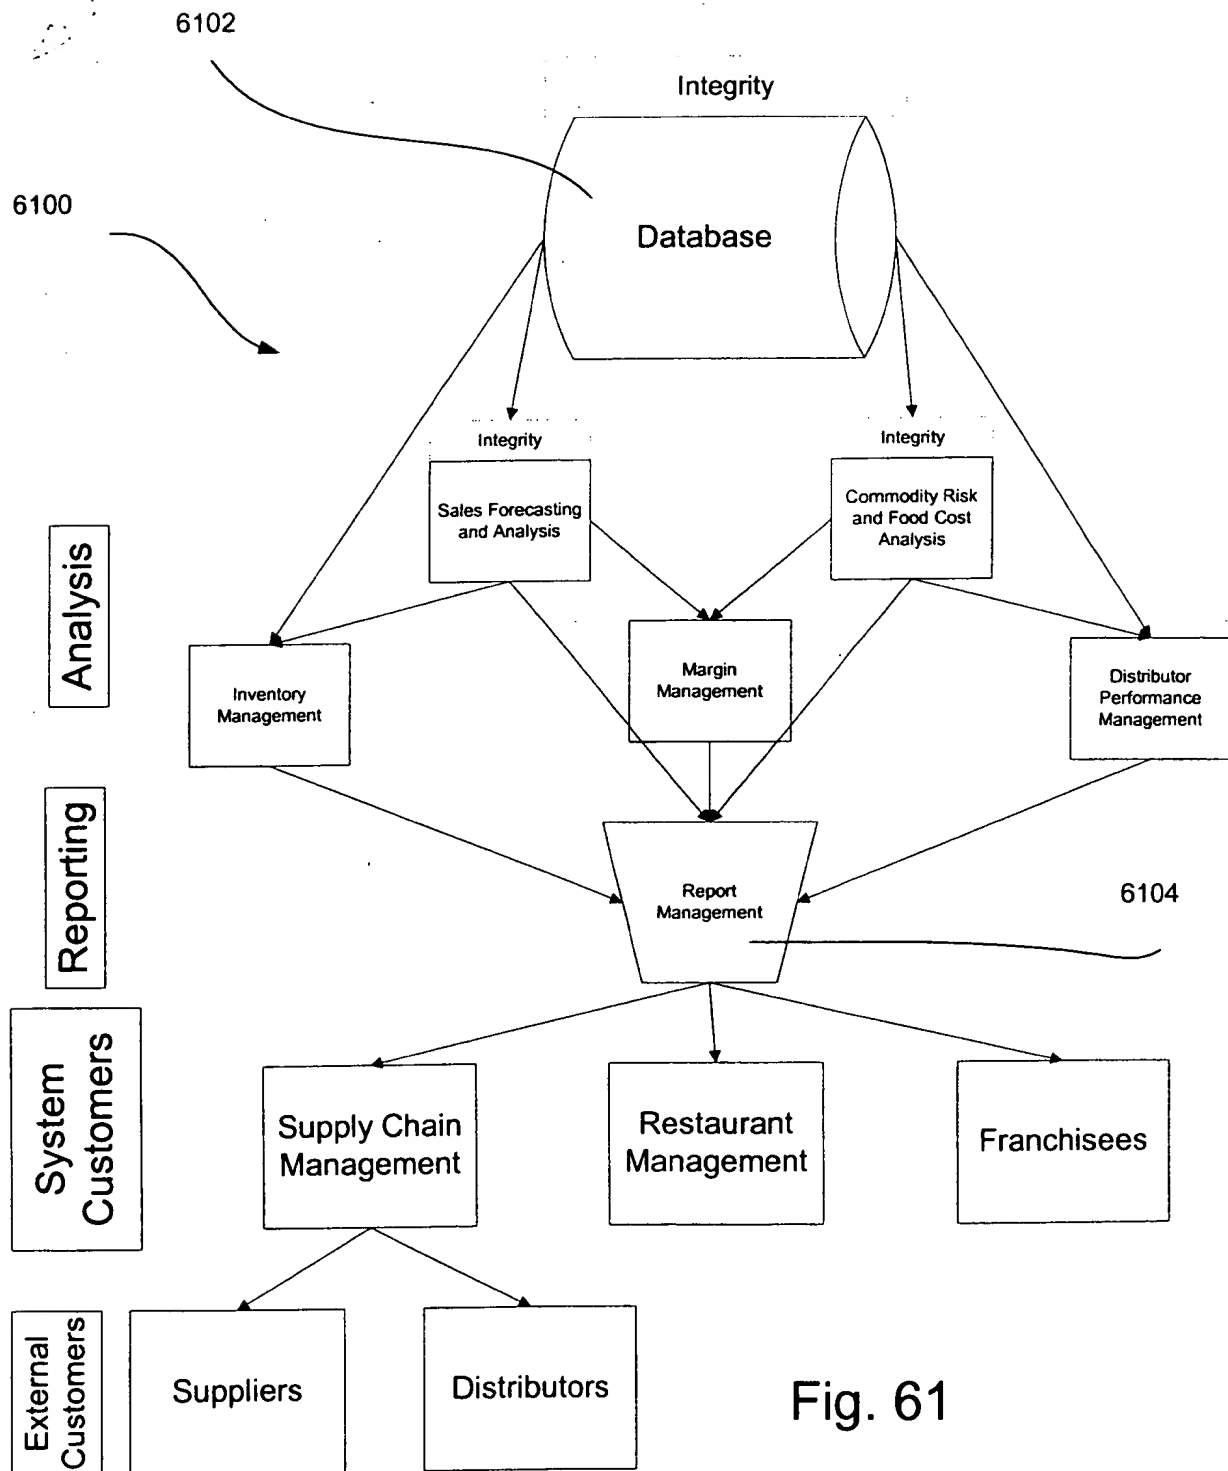 6102
Integrity
6100
Database
Integrity
Integrity
Sales Forecasting
and Analysis
Commodity Risk
and Food Cost
Analysis
Analysis
Inventory
Management
Margin
Management
Distributor
Performance
Management
Reporting
Report
Management
6104
System
Customers
Supply Chain
Management
Restaurant
Management
Franchisees
External
Customers
Suppliers
Distributors
Fig. 61